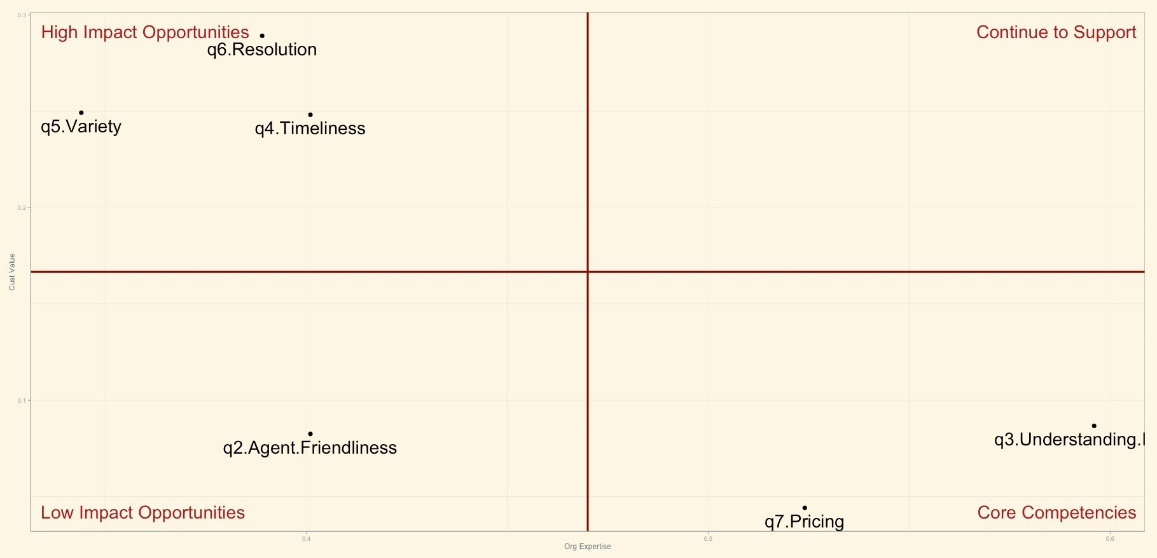 0.3
High Impact Opportunities
Continue to Support
q6.Resolution
q5.Variety
q4.Timeliness
0.2
Cust Value
0.1
q2.Agent.Friendliness
q3.Understanding.
Low Impact Opportunities
Core Competencies
q7.Pricing
0.4
0.5
0.6
Org Expertise